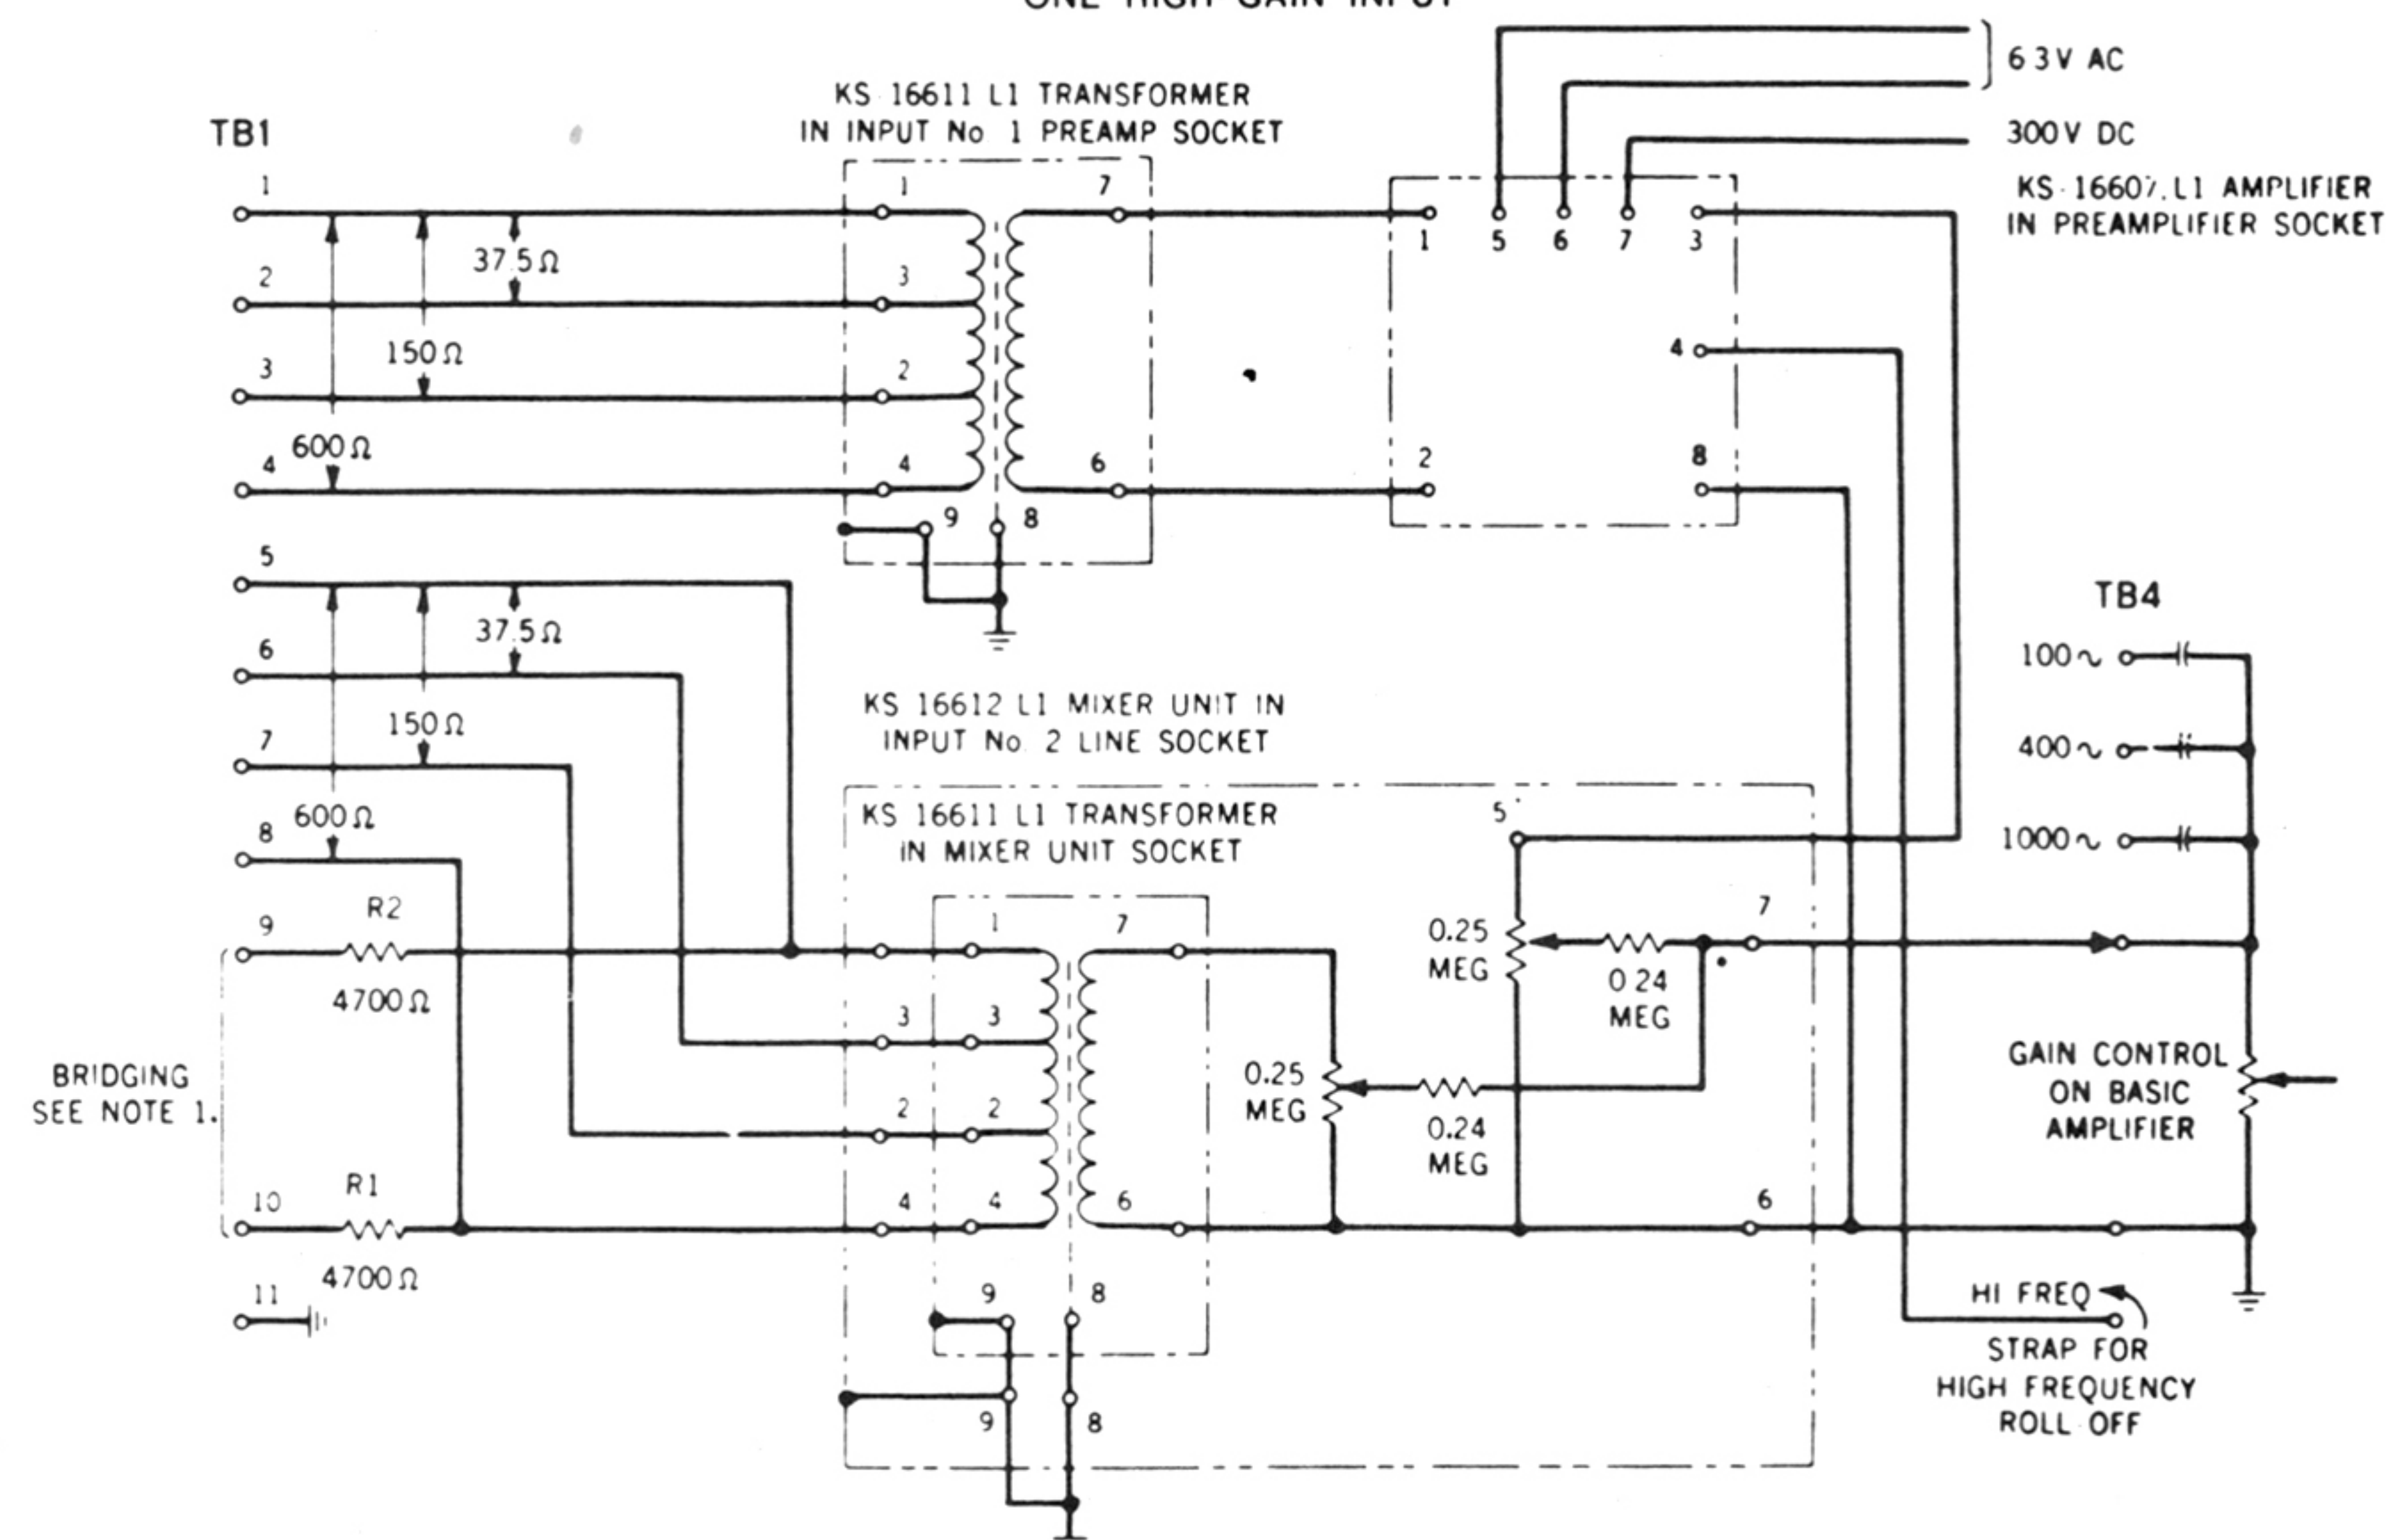 ONE HIGH GAIN INPUT
6 3V AC
KS 16611 L1 TRANSFORMER
IN INPUT No 1 PREAMP SOCKET
TB1
300V DC
KS-16607, L1 AMPLIFIER
IN PREAMPLIFIER SOCKET
1
1
7
1
5
6
7
3
37.5Ω
2
3
150Ω
3
2
4
600Ω
4
4
6
2
8
9
8
5
37.5Ω
6
TB4
100~
KS 16612 L1 MIXER UNIT IN
INPUT No. 2 LINE SOCKET
150Ω
7
400~
600Ω
8
KS 16611 L1 TRANSFORMER
IN MIXER UNIT SOCKET
5
1000~
R2
9
4700Ω
1
7
0.25
MEG
0 24
MEG
7
3
3
BRIDGING
SEE NOTE 1.
0.25
MEG
0.24
MEG
GAIN CONTROL
ON BASIC
AMPLIFIER
2
2
R1
10
4700Ω
4
4
6
6
11
9
8
HI FREQ
STRAP FOR
HIGH FREQUENCY
ROLL OFF
9
8